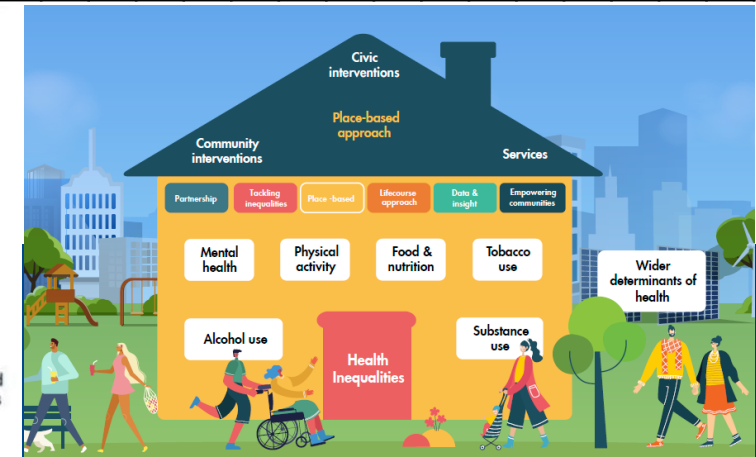 Civic
interventions
Place-based
approach
Community
interventions
Services
Partnership
Tackling
inequalities
Place -based
Lifecourse
approach
Data &
insight
Empowering
communities
Mental
health
Physical
activity
Food &
nutrition
Tobacco
use
Wider
determinants of
health
Alcohol use
Substance
use
Health
Inequalities